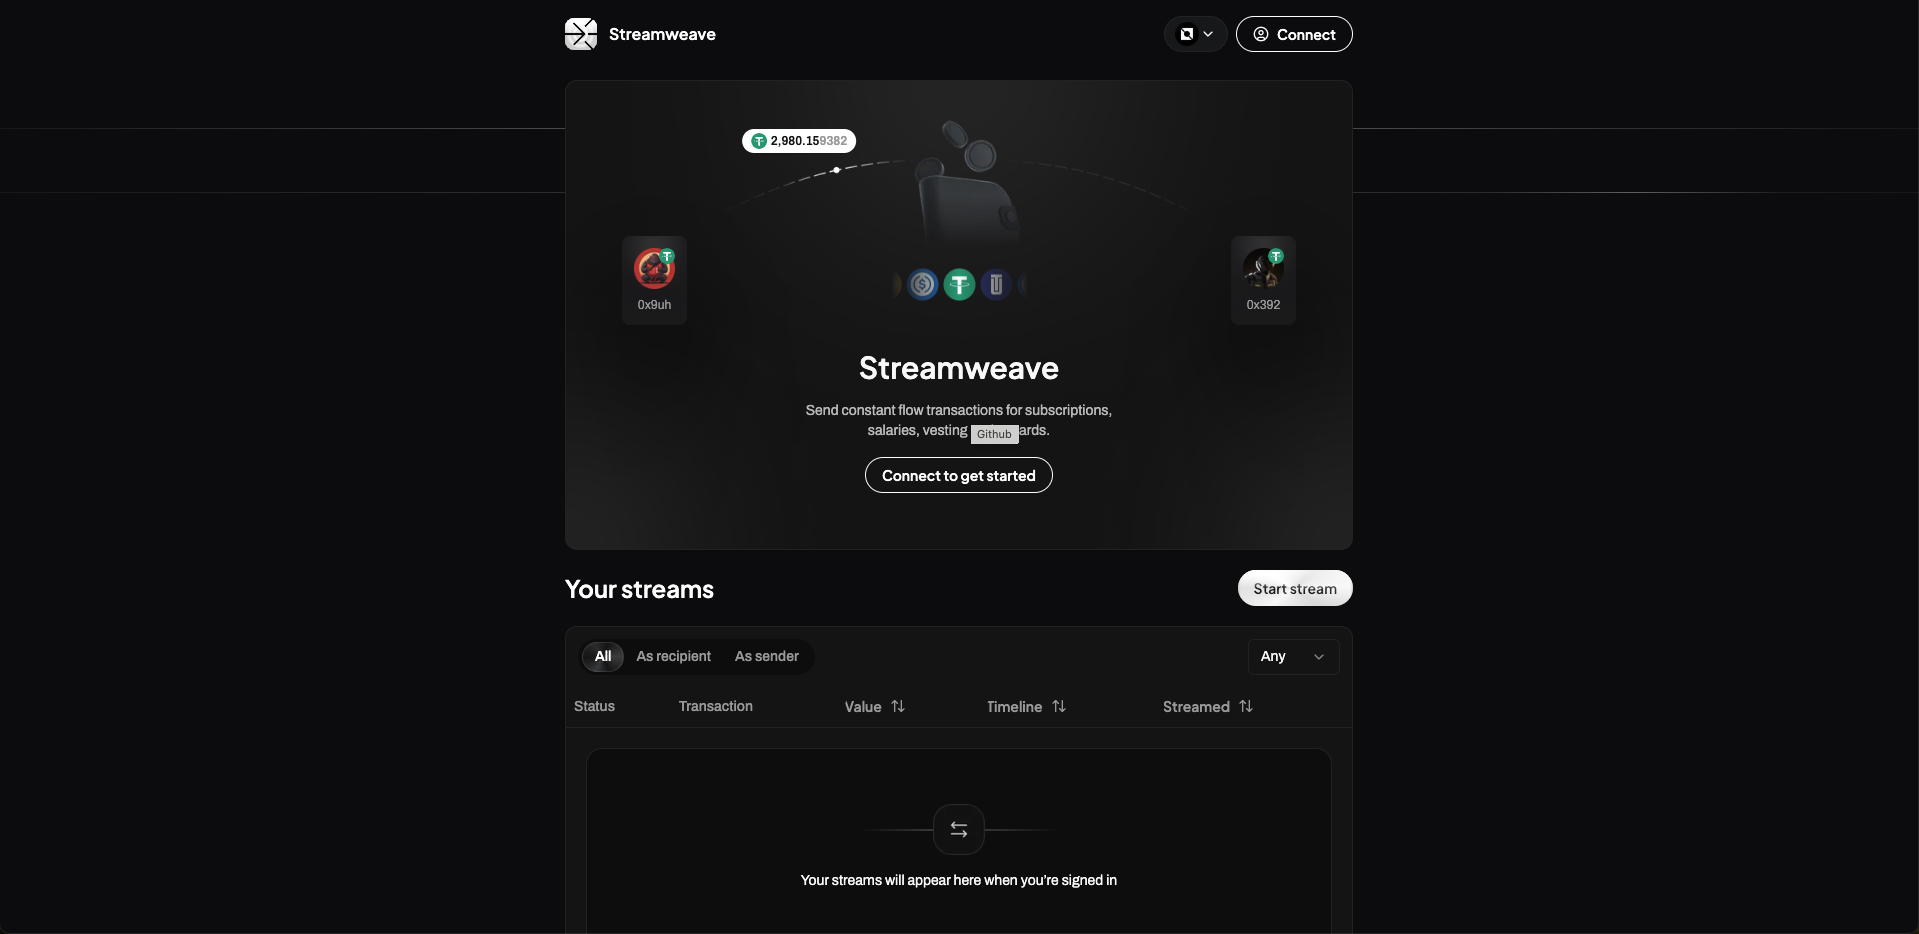 Streamweave
Connect
2,980.159382
0x9uh
0x392
Streamweave
Send constant flow transactions for subscriptions,
salaries, vesting ards.
Github
Connect to get started
Your streams
Start stream
All As recipient As sender
Any
Status Transaction Value Timeline Streamed
Your streams will appear here when you're signed in